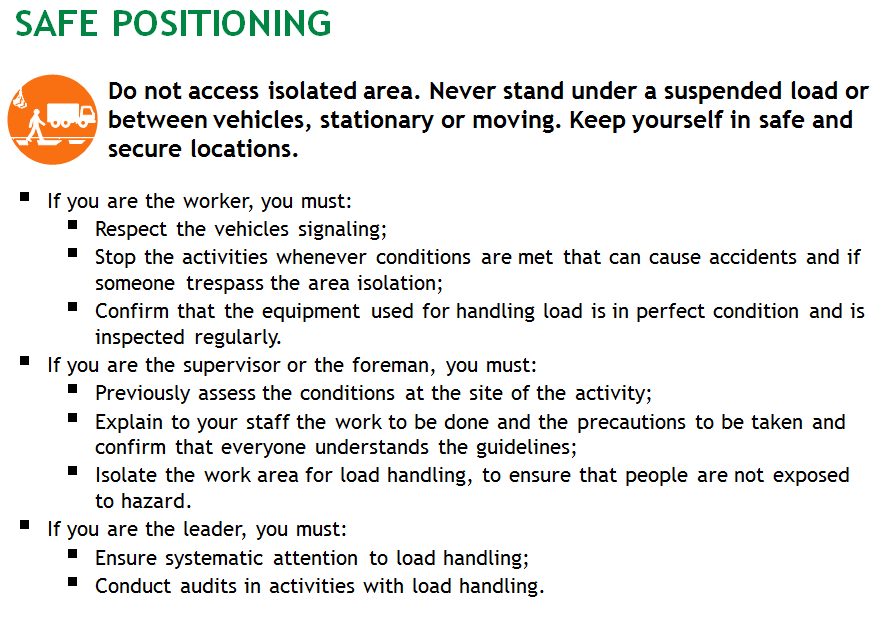 SAFE POSITIONING
Do not access isolated area. Never stand under a suspended load or
between vehicles, stationary or moving. Keep yourself in safe and
secure locations.
▪ If you are the worker, you must:
▪ Respect the vehicles signaling;
▪ Stop the activities whenever conditions are met that can cause accidents and if
someone trespass the area isolation;
▪ Confirm that the equipment used for handling load is in perfect condition and is
inspected regularly.
▪ If you are the supervisor or the foreman, you must:
▪ Previously assess the conditions at the site of the activity;
▪ Explain to your staff the work to be done and the precautions to be taken and
confirm that everyone understands the guidelines;
▪ Isolate the work area for load handling, to ensure that people are not exposed
to hazard.
▪ If you are the leader, you must:
▪ Ensure systematic attention to load handling;
▪ Conduct audits in activities with load handling.